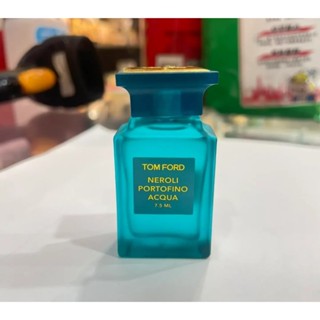 TOM FORD
NEROLI
PORTOFINO
ACQUA
7.5 ML